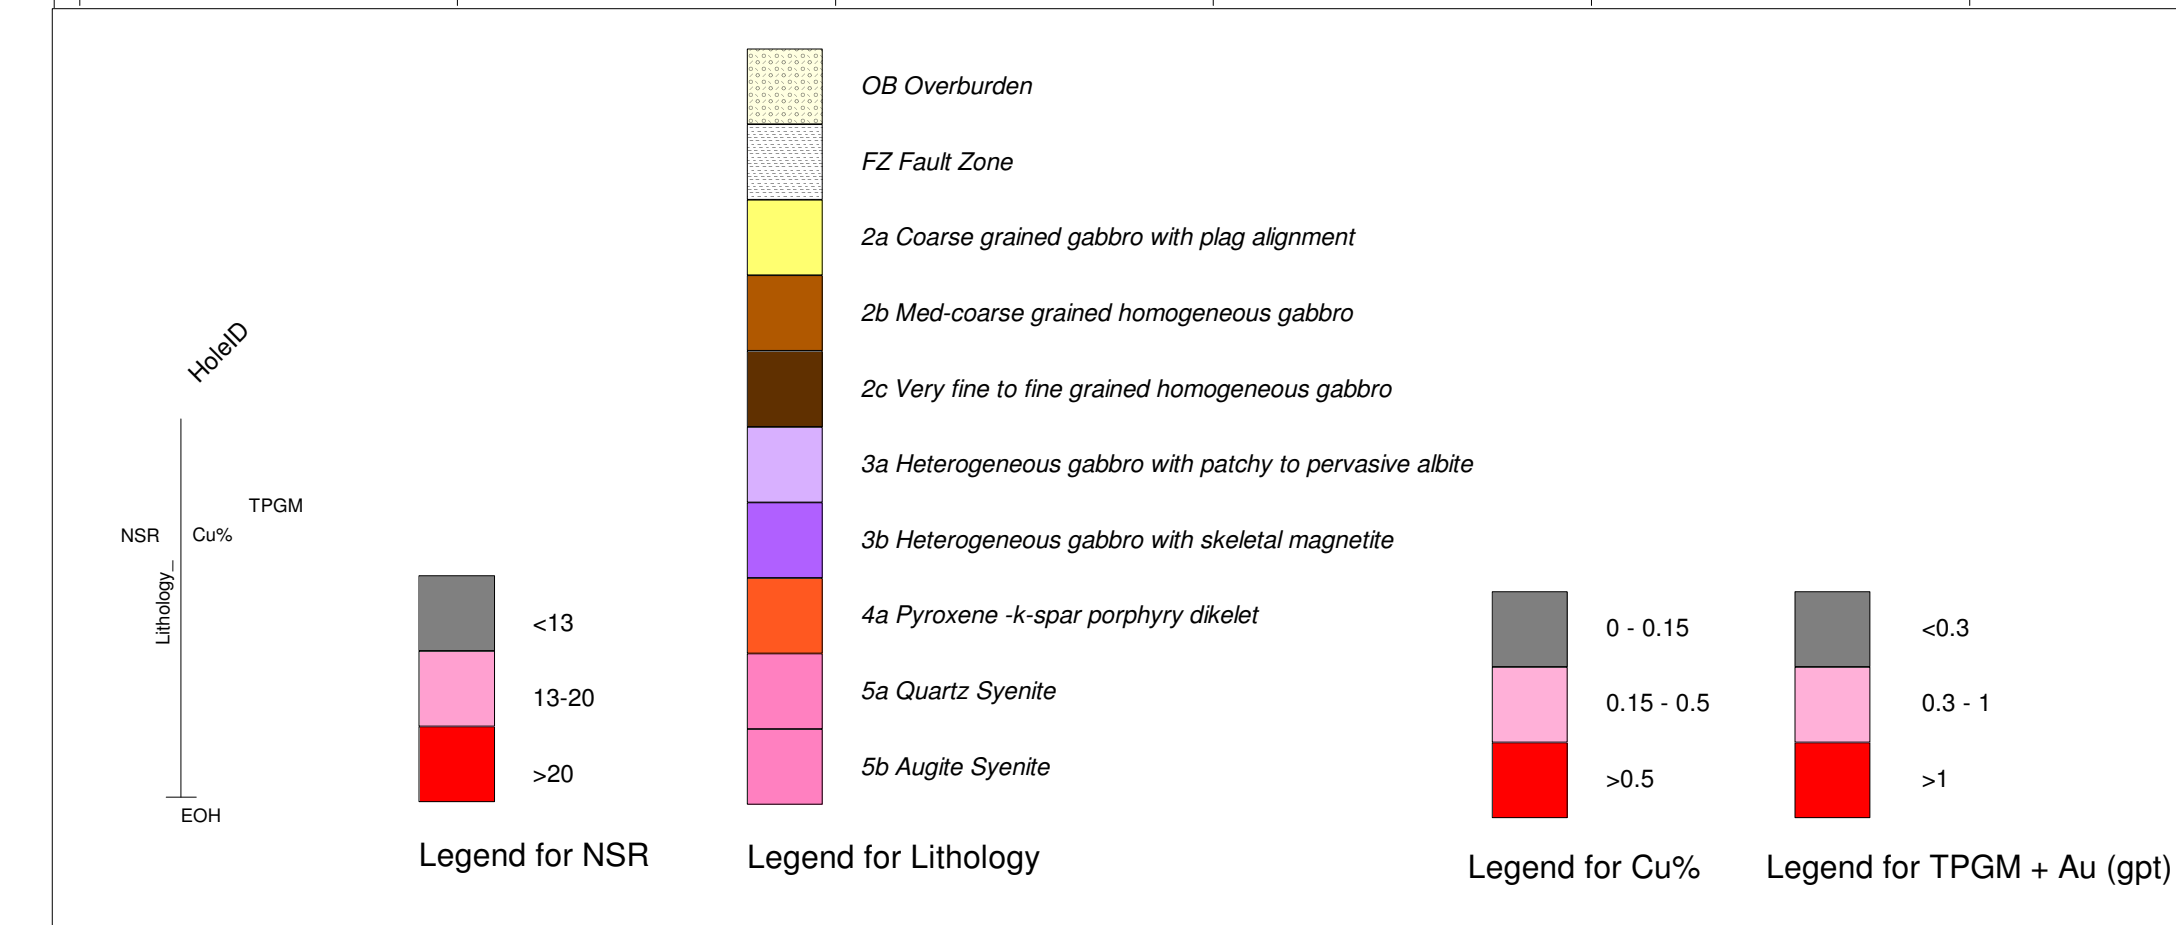 HoleID
TPGM
NSR
Cu%
Lithology_
EOH
<13
13-20
>20
Legend for NSR
OB Overburden
FZ Fault Zone
2a Coarse grained gabbro with plag alignment
2b Med-coarse grained homogeneous gabbro
2c Very fine to fine grained homogeneous gabbro
3a Heterogeneous gabbro with patchy to pervasive albite
3b Heterogeneous gabbro with skeletal magnetite
4a Pyroxene -k-spar porphyry dikelet
5a Quartz Syenite
5b Augite Syenite
Legend for Lithology
0 - 0.15
0.15 - 0.5
>0.5
Legend for Cu%
<0.3
0.3 - 1
>1
Legend for TPGM + Au (gpt)